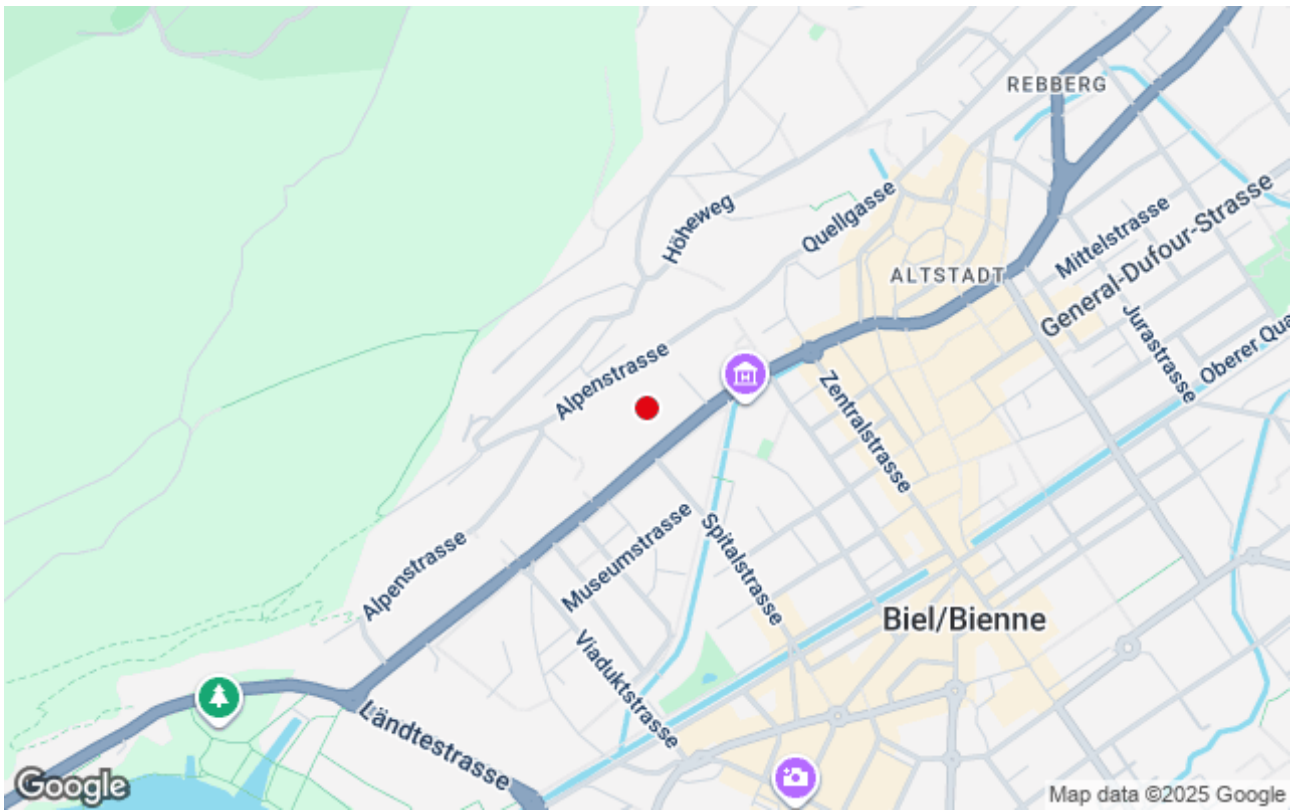 REBBERG
Höheweg
Quellgasse
Mittelstrasse
General-Dufour-Strasse
ALTSTADT
Jurastrasse
Oberer Qua
Alpenstrasse
Zentralstrasse
Museumstrasse
Spitalstrasse
Alpenstrasse
Biel/Bienne
Viaduktstrasse
Ländtestrasse
H
Google
Map data ©2025 Google